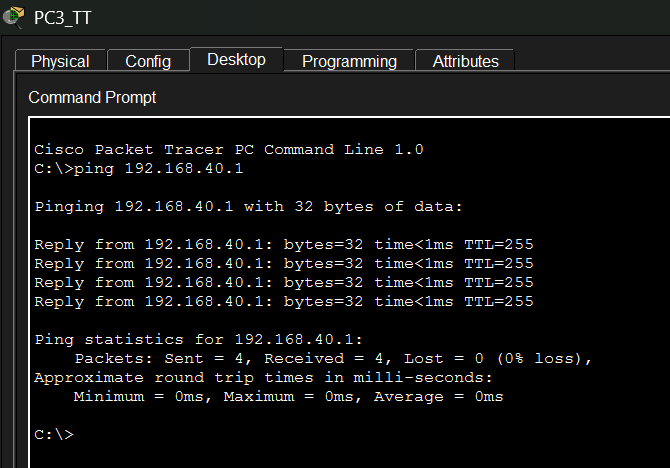 PC3_TT
Physical Config Desktop Programming Attributes
Command Prompt
Cisco Packet Tracer PC Command Line 1.0
C:\>ping 192.168.40.1
Pinging 192.168.40.1 with 32 bytes of data:
Reply from 192.168.40.1: bytes=32 time<1ms TTL=255
Reply from 192.168.40.1: bytes=32 time<1ms TTL=255
Reply from 192.168.40.1: bytes=32 time<1ms TTL=255
Reply from 192.168.40.1: bytes=32 time<1ms TTL=255
Ping statistics for 192.168.40.1:
    Packets: Sent = 4, Received = 4, Lost = 0 (0% loss),
Approximate round trip times in milli-seconds:
    Minimum = 0ms, Maximum = 0ms, Average = 0ms
C:\>